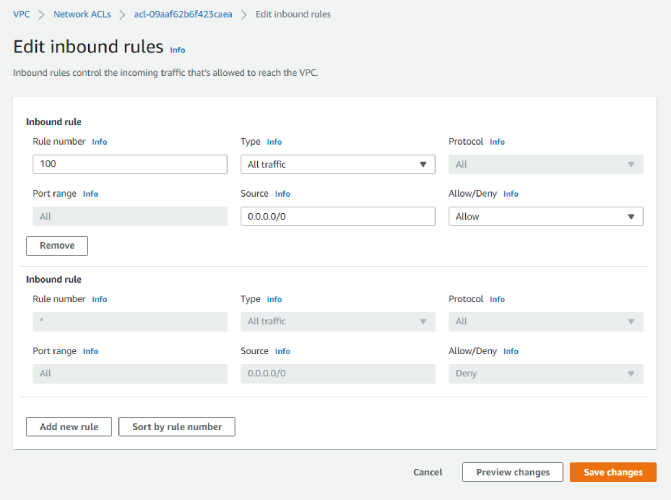 VPC > Network ACLs > acl-09aaf62b6f423caea > Edit inbound rules
Edit inbound rules Info
Inbound rules control the incoming traffic that's allowed to reach the VPC.
Inbound rule
Rule number Info Type Info Protocol Info
100 All traffic All
Port range Info Source Info Allow/Deny Info
All 0.0.0.0/0 Allow
Remove
Inbound rule
Rule number Info Type Info Protocol Info
* All traffic All
Port range Info Source Info Allow/Deny Info
All 0.0.0.0/0 Deny
Add new rule Sort by rule number
Cancel Preview changes Save changes